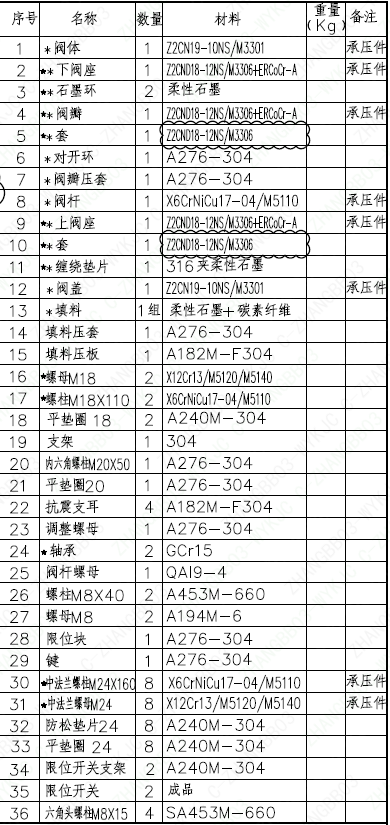 序号 名称 数量 材料 重量(Kg) 备注
1 *阀体 1 Z2CN19-10NS/M3301 承压件
2 **下阀座 1 Z2CND18-12NS/M3306+ERCoCr-A 承压件
3 **石墨环 2 柔性石墨
4 **阀瓣 1 Z2CND18-12NS/M3306+ERCoCr-A 承压件
5 **套 1 Z2CND18-12NS/M3306
6 *对开环 1 A276-304
7 *阀瓣压套 1 A276-304
8 *阀杆 1 X6CrNiCu17-04/M5110 承压件
9 **上阀座 1 Z2CND18-12NS/M3306+ERCoCr-A 承压件
10 **套 1 Z2CND18-12NS/M3306
11 **缠绕垫片 1 316夹柔性石墨
12 *阀盖 1 Z2CN19-10NS/M3301 承压件
13 *填料 1组 柔性石墨+碳素纤维
14 填料压套 1 A276-304
15 填料压板 1 A182M-F304
16 *螺母M18 2 X12Cr13/M5120/M5140
17 *螺柱M18X110 2 X6CrNiCu17-04/M5110
18 平垫圈 18 2 A240M-304
19 支架 1 304
20 内六角螺柱M20X50 1 A276-304
21 平垫圈20 1 A276-304
22 抗震支耳 4 A182M-F304
23 调整螺母 1 A276-304
24 *轴承 2 GCr15
25 阀杆螺母 1 QAl9-4
26 螺柱M8X40 2 A453M-660
27 螺母M8 2 A194M-6
28 限位块 1 A276-304
29 键 1 A276-304
30 *中法兰螺柱M24X160 8 X6CrNiCu17-04/M5110 承压件
31 *中法兰螺母M24 8 X12Cr13/M5120/M5140 承压件
32 防松垫片24 8 A240M-304
33 平垫圈 24 8 A240M-304
34 限位开关支架 2 A240M-304
35 限位开关 2 成品
36 六角头螺柱M8X15 4 SA453M-660